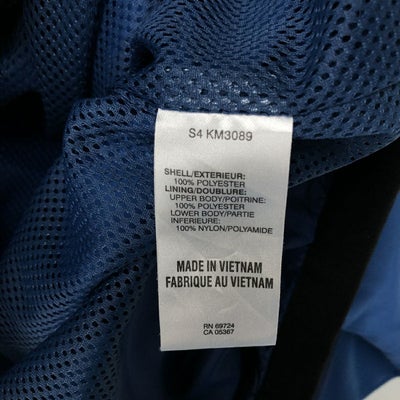 S4 KM3089
SHELL/EXTERIEUR:
100% POLYESTER
LINING/DOUBLURE:
UPPER BODY/POITRINE:
100% POLYESTER
LOWER BODY/PARTIE
INFERIEURE:
100% NYLON/POLYAMIDE
MADE IN VIETNAM
FABRIQUE AU VIETNAM
RN 69724
CA 05367